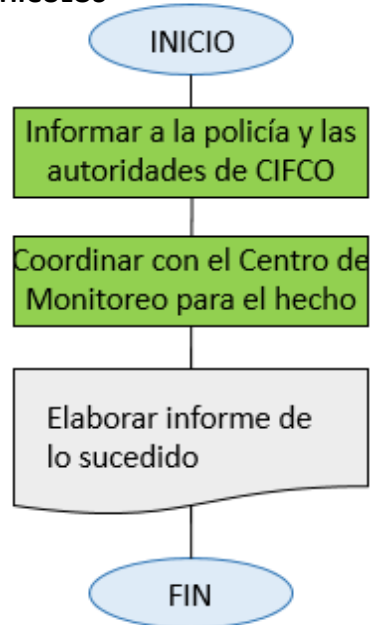 INICIO
Informar a la policía y las
autoridades de CIFCO
Coordinar con el Centro de
Monitoreo para el hecho
Elaborar informe de
lo sucedido
FIN